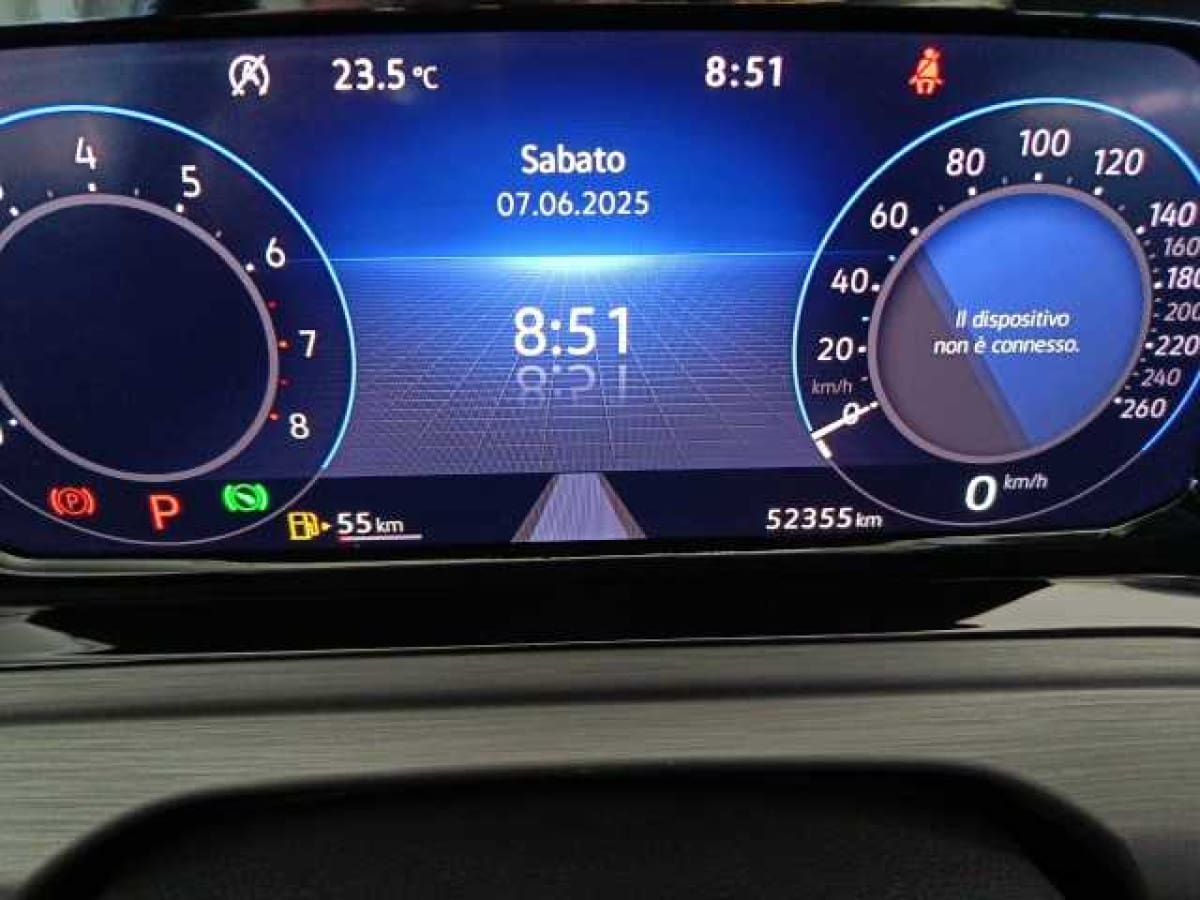 23.5 °C
8:51
Sabato
07.06.2025
8:51
4
5
6
7
8
P
P
55 km
0
20
40
60
80
100
120
140
160
180
200
220
240
260
km/h
Il dispositivo
non è connesso.
0 km/h
52355 km